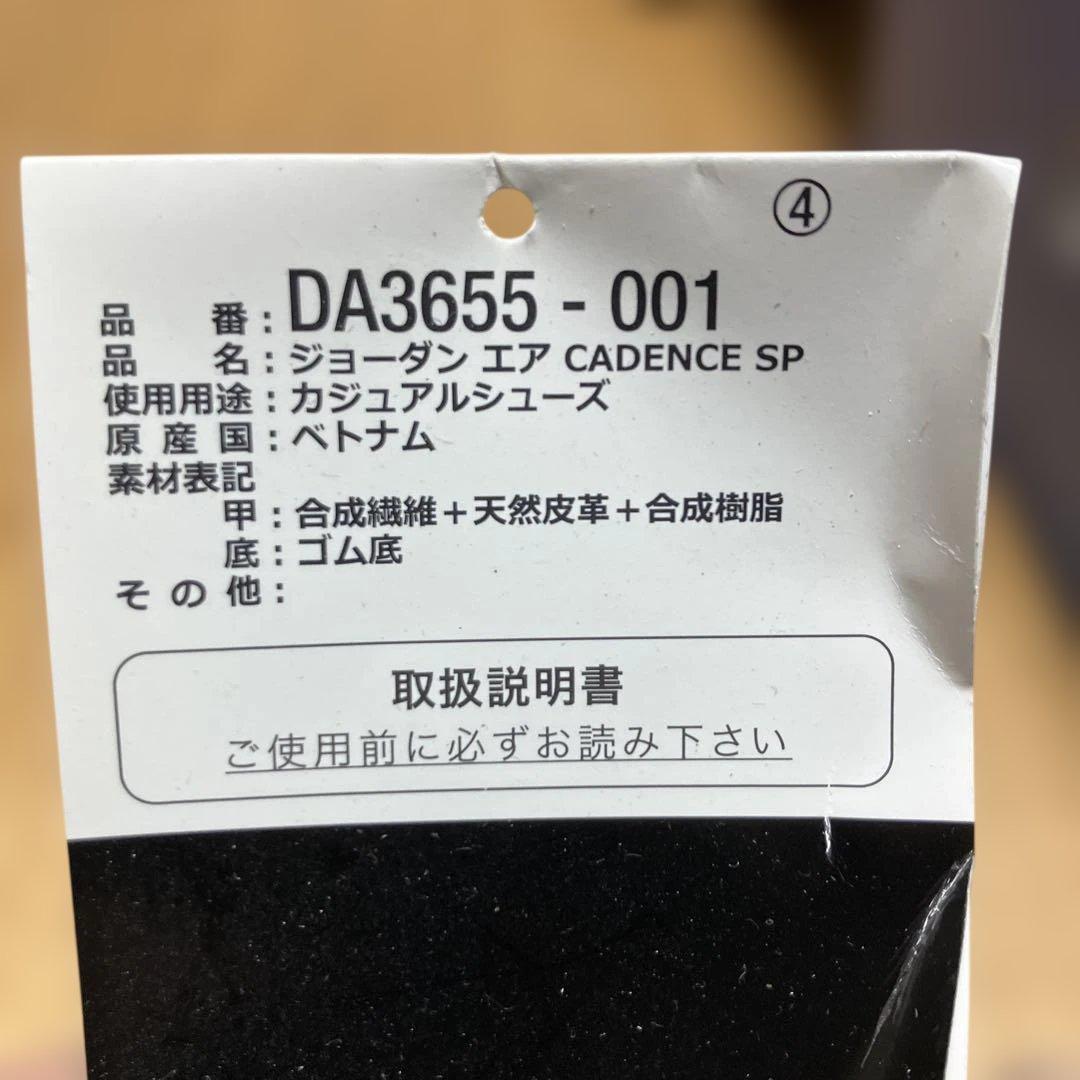 ④
品番：DA3655 - 001
品名：ジョーダン エア CADENCE SP
使用用途：カジュアルシューズ
原産国：ベトナム
素材表記
甲：合成繊維＋天然皮革＋合成樹脂
底：ゴム底
その他：
取扱説明書
ご使用前に必ずお読み下さい